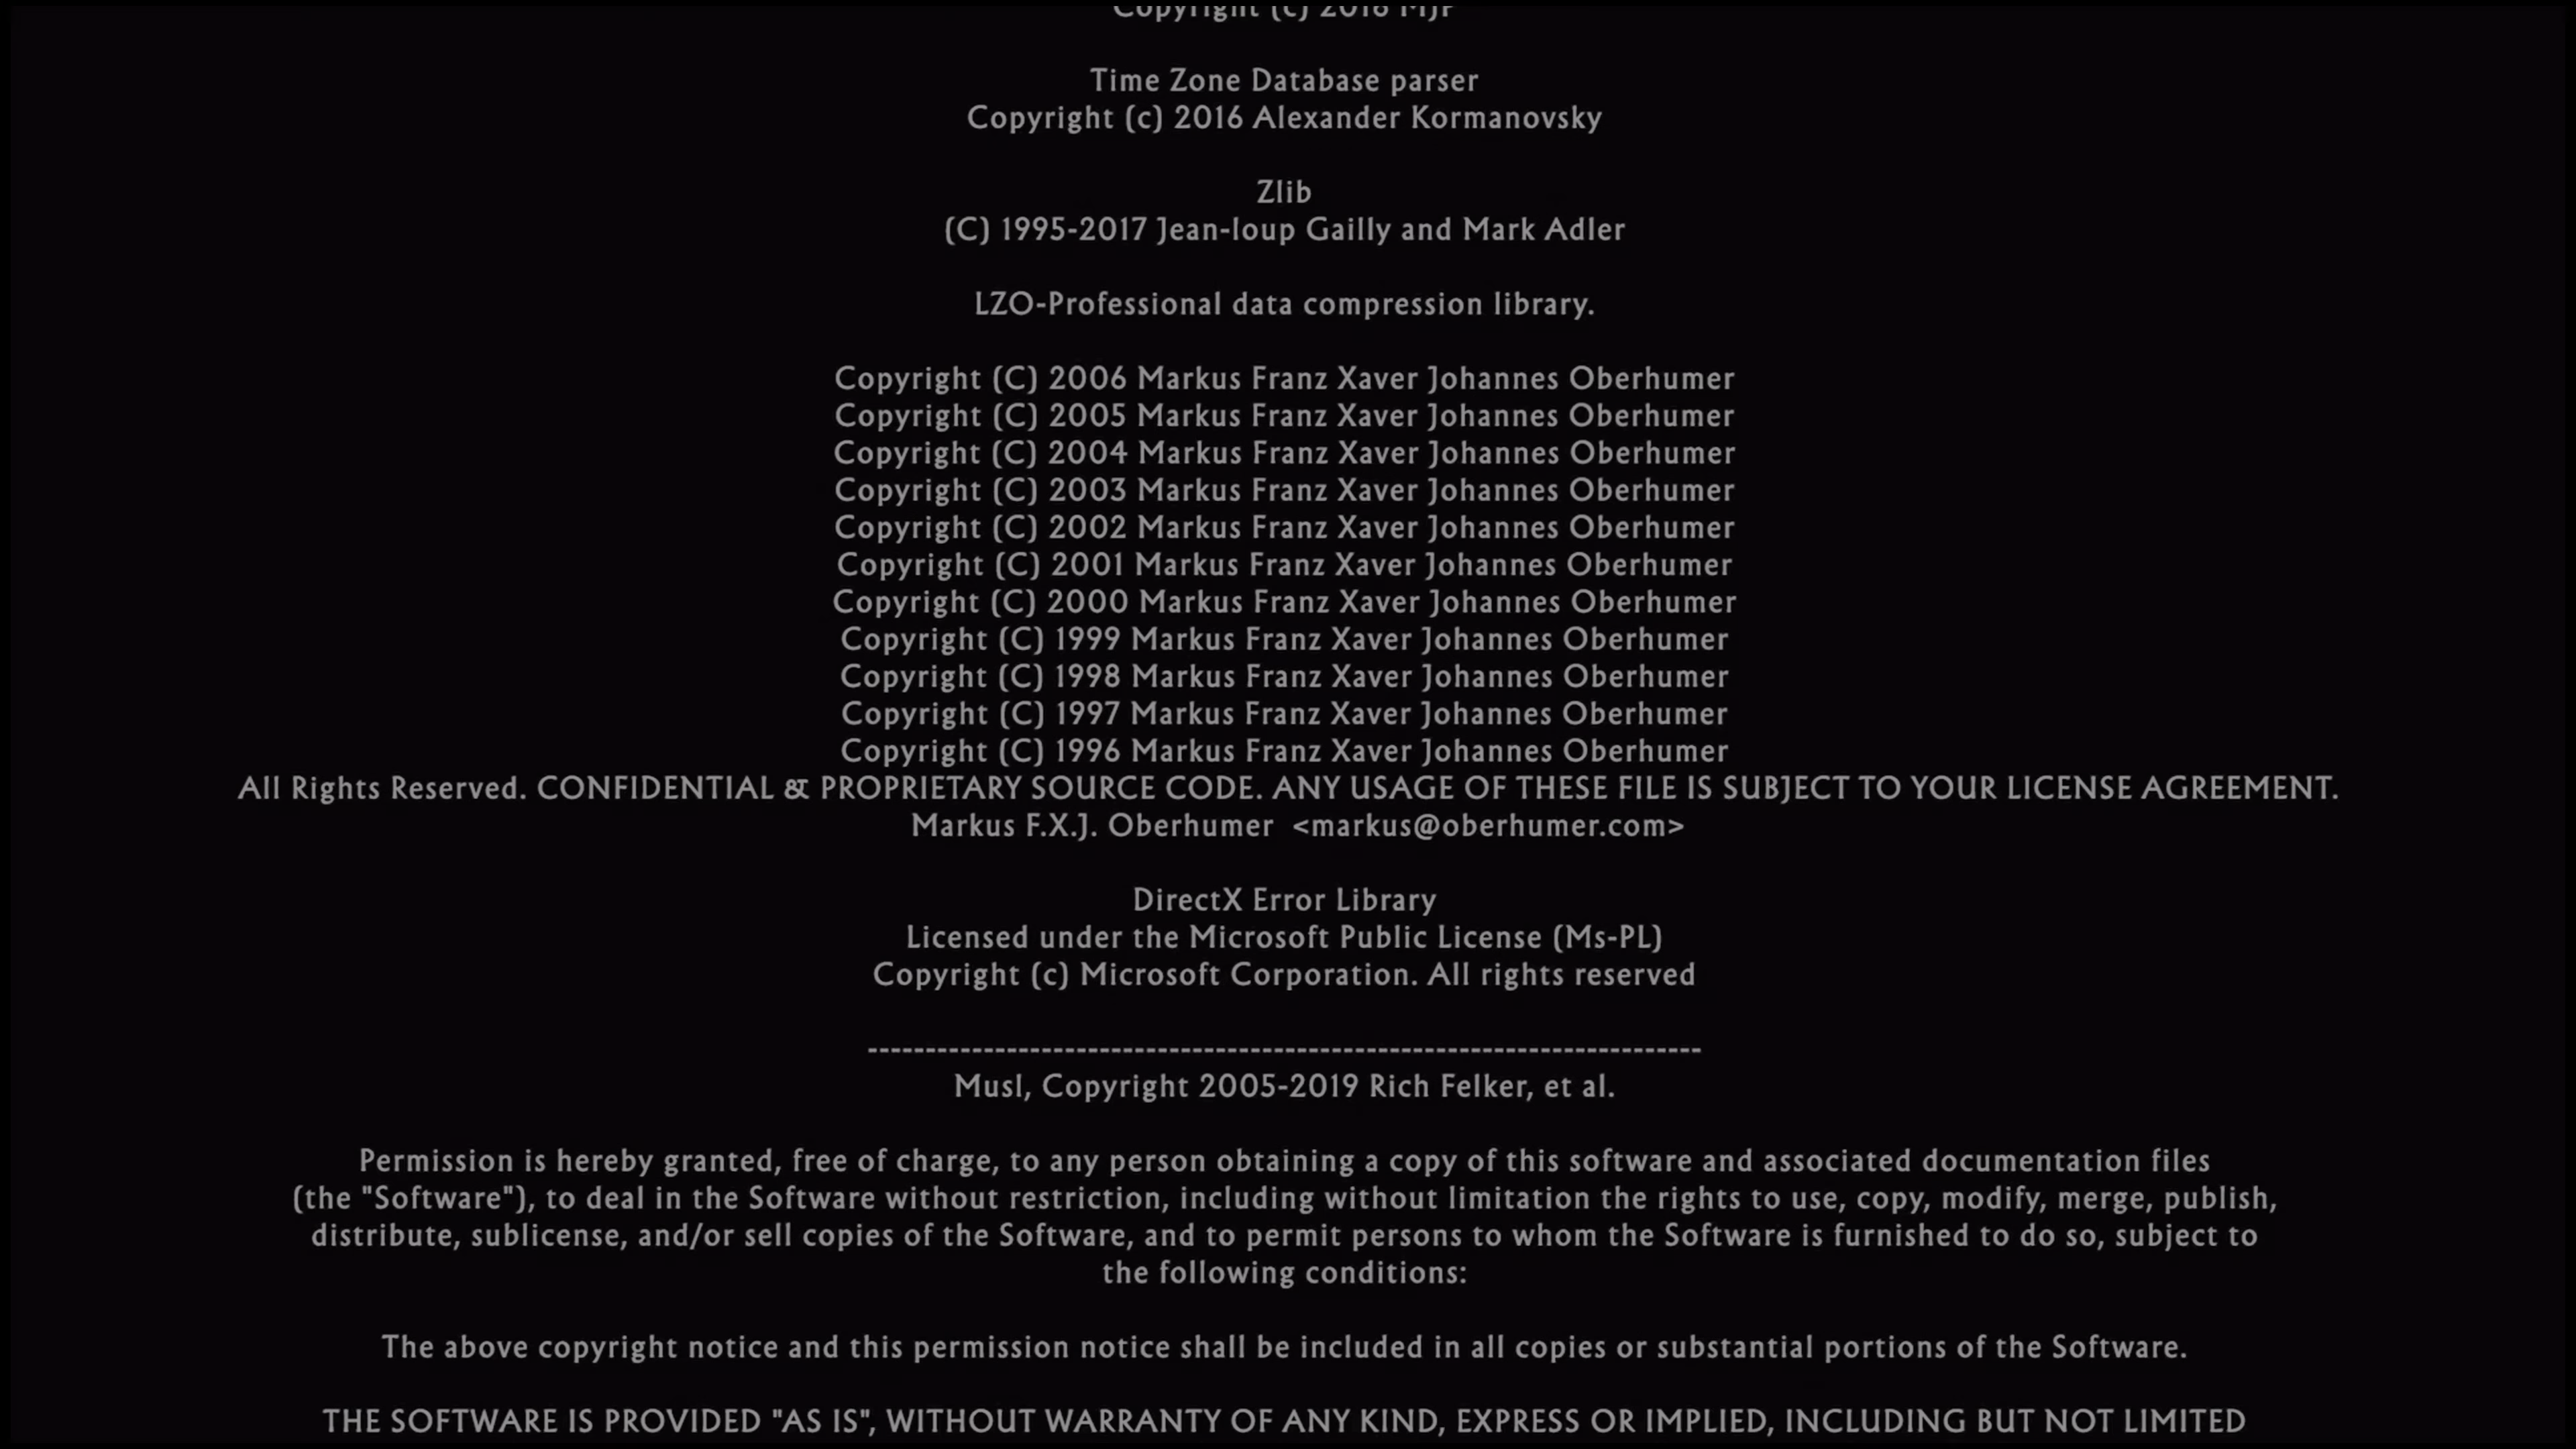 Copyright (c) 2016 MJP
Time Zone Database parser
Copyright (c) 2016 Alexander Kormanovsky
Zlib
(C) 1995-2017 Jean-loup Gailly and Mark Adler
LZO-Professional data compression library.
Copyright (C) 2006 Markus Franz Xaver Johannes Oberhumer
Copyright (C) 2005 Markus Franz Xaver Johannes Oberhumer
Copyright (C) 2004 Markus Franz Xaver Johannes Oberhumer
Copyright (C) 2003 Markus Franz Xaver Johannes Oberhumer
Copyright (C) 2002 Markus Franz Xaver Johannes Oberhumer
Copyright (C) 2001 Markus Franz Xaver Johannes Oberhumer
Copyright (C) 2000 Markus Franz Xaver Johannes Oberhumer
Copyright (C) 1999 Markus Franz Xaver Johannes Oberhumer
Copyright (C) 1998 Markus Franz Xaver Johannes Oberhumer
Copyright (C) 1997 Markus Franz Xaver Johannes Oberhumer
Copyright (C) 1996 Markus Franz Xaver Johannes Oberhumer
All Rights Reserved. CONFIDENTIAL & PROPRIETARY SOURCE CODE. ANY USAGE OF THESE FILE IS SUBJECT TO YOUR LICENSE AGREEMENT.
Markus F.X.J. Oberhumer <markus@oberhumer.com>
DirectX Error Library
Licensed under the Microsoft Public License (Ms-PL)
Copyright (c) Microsoft Corporation. All rights reserved
------------------------------------------------------------------------
Musl, Copyright 2005-2019 Rich Felker, et al.
Permission is hereby granted, free of charge, to any person obtaining a copy of this software and associated documentation files
(the "Software"), to deal in the Software without restriction, including without limitation the rights to use, copy, modify, merge, publish,
distribute, sublicense, and/or sell copies of the Software, and to permit persons to whom the Software is furnished to do so, subject to
the following conditions:
The above copyright notice and this permission notice shall be included in all copies or substantial portions of the Software.
THE SOFTWARE IS PROVIDED "AS IS", WITHOUT WARRANTY OF ANY KIND, EXPRESS OR IMPLIED, INCLUDING BUT NOT LIMITED